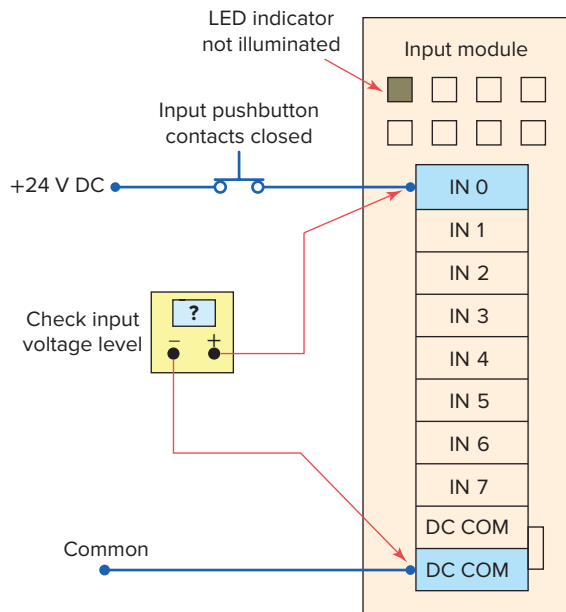 LED indicator
not illuminated
Input module
Input pushbutton
contacts closed
+24 V DC
IN 0
IN 1
IN 2
IN 3
IN 4
IN 5
IN 6
IN 7
DC COM
DC COM
?
− +
Check input
voltage level
Common